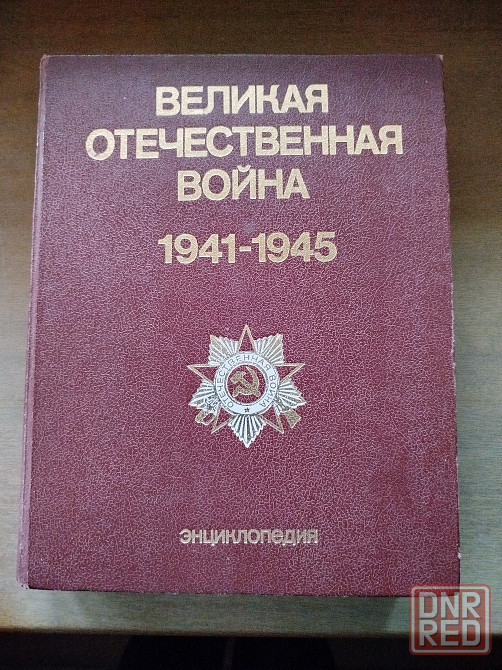 ВЕЛИКАЯ
ОТЕЧЕСТВЕННАЯ
ВОЙНА
1941-1945
ОТЕЧЕСТВЕННАЯ ВОЙНА
ЭНЦИКЛОПЕДИЯ
DNR
RED